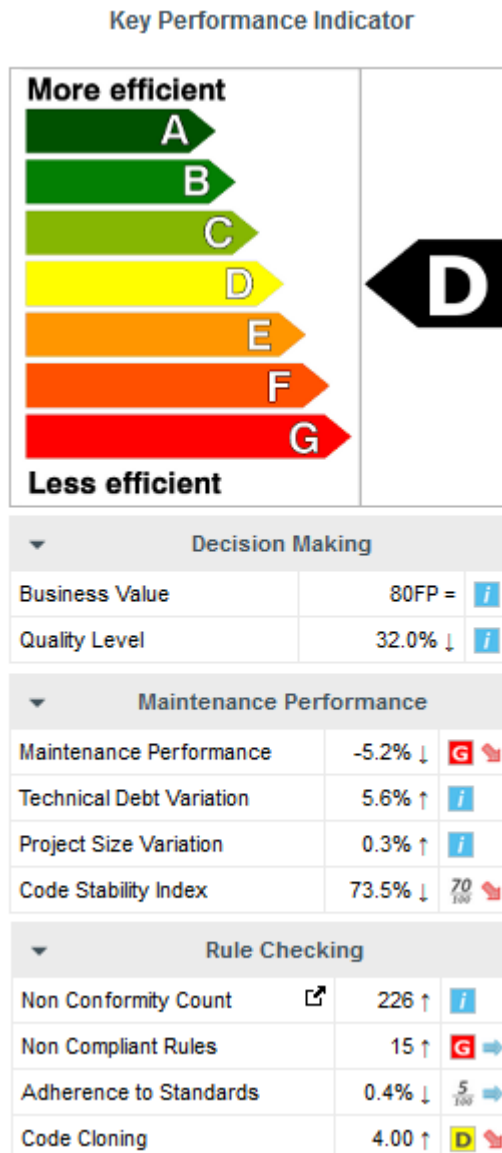 Key Performance Indicator
More efficient
A
B
C
D
D
E
F
G
Less efficient
Decision Making
Business Value 80FP = i
Quality Level 32.0% ↓ i
Maintenance Performance
Maintenance Performance -5.2% ↓ G
Technical Debt Variation 5.6% ↑ i
Project Size Variation 0.3% ↑ i
Code Stability Index 73.5% ↓ 70/100
Rule Checking
Non Conformity Count 226 ↑ i
Non Compliant Rules 15 ↑ G
Adherence to Standards 0.4% ↓ 5/100
Code Cloning 4.00 ↑ D